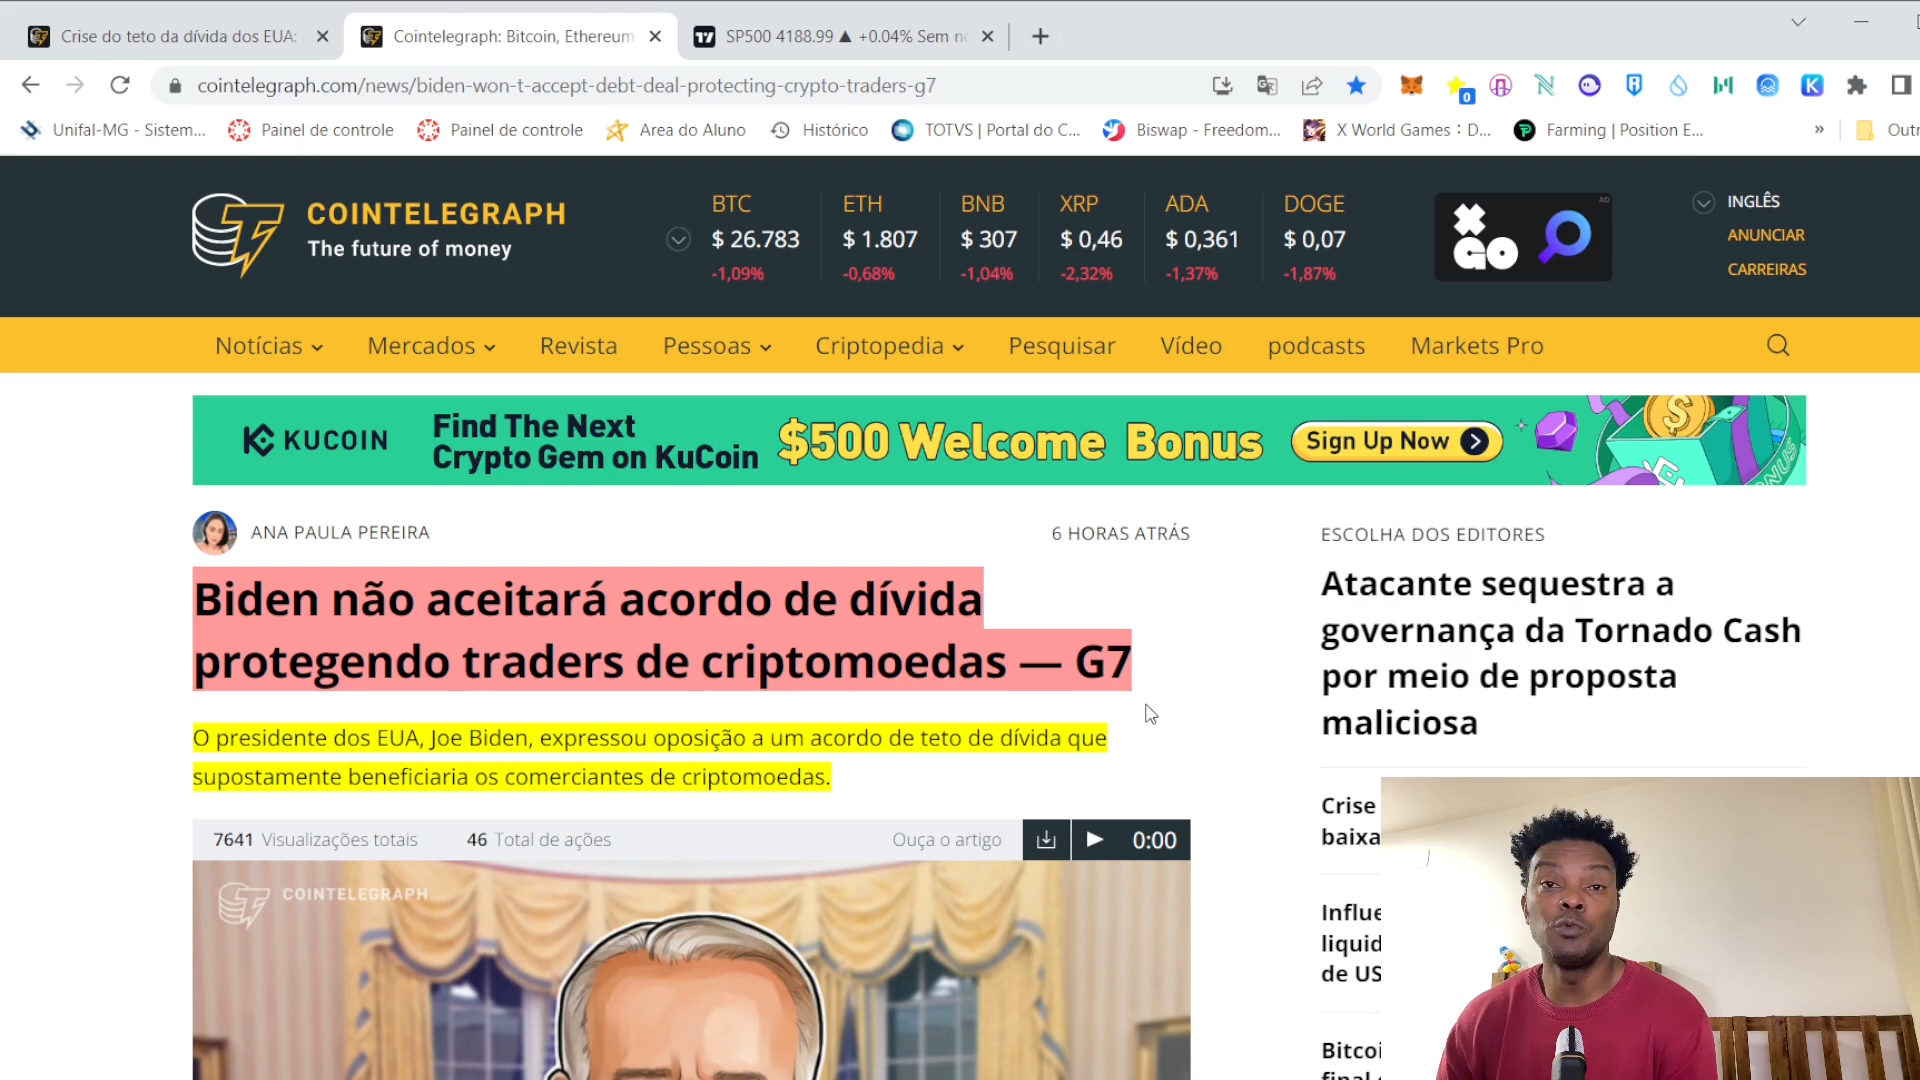 Crise do teto da dívida dos EUA:
Cointelegraph: Bitcoin, Ethereum
SP500 4188.99 ▲ +0.04% Sem
cointelegraph.com/news/biden-won-t-accept-debt-deal-protecting-crypto-traders-g7
0
Unifal-MG - Sistem...
Painel de controle
Painel de controle
Area do Aluno
Histórico
TOTVS | Portal do C...
Biswap - Freedom...
X World Games : D...
Farming | Position E...
»
COINTELEGRAPH
The future of money
BTC
$ 26.783
-1,09%
ETH
$ 1.807
-0,68%
BNB
$ 307
-1,04%
XRP
$ 0,46
-2,32%
ADA
$ 0,361
-1,37%
DOGE
$ 0,07
-1,87%
XGO
AD
INGLÊS
ANUNCIAR
CARREIRAS
Notícias
Mercados
Revista
Pessoas
Criptopedia
Pesquisar
Vídeo
podcasts
Markets Pro
KUCOIN
Find The Next
Crypto Gem on KuCoin
$500 Welcome Bonus
Sign Up Now
ANA PAULA PEREIRA
6 HORAS ATRÁS
Biden não aceitará acordo de dívida
protegendo traders de criptomoedas — G7
O presidente dos EUA, Joe Biden, expressou oposição a um acordo de teto de dívida que
supostamente beneficiaria os comerciantes de criptomoedas.
7641 Visualizações totais
46 Total de ações
Ouça o artigo
0:00
COINTELEGRAPH
ESCOLHA DOS EDITORES
Atacante sequestra a
governança da Tornado Cash
por meio de proposta
maliciosa
Crise
baixa
Influe
liquid
de US
Bitcoi